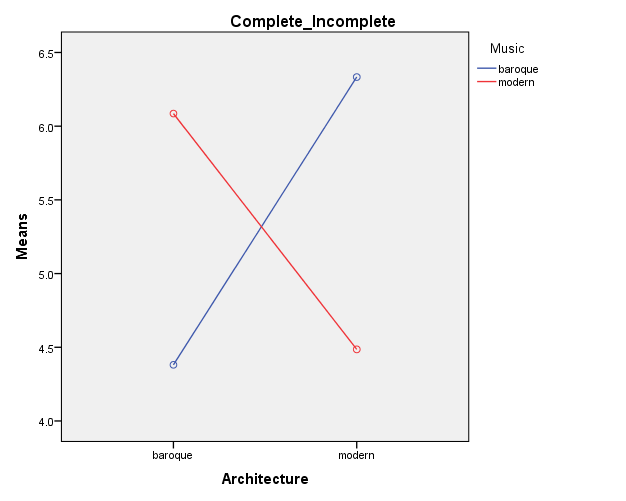 Complete_Incomplete
Music
baroque
modern
Means
6.5
6.0
5.5
5.0
4.5
4.0
baroque modern
Architecture